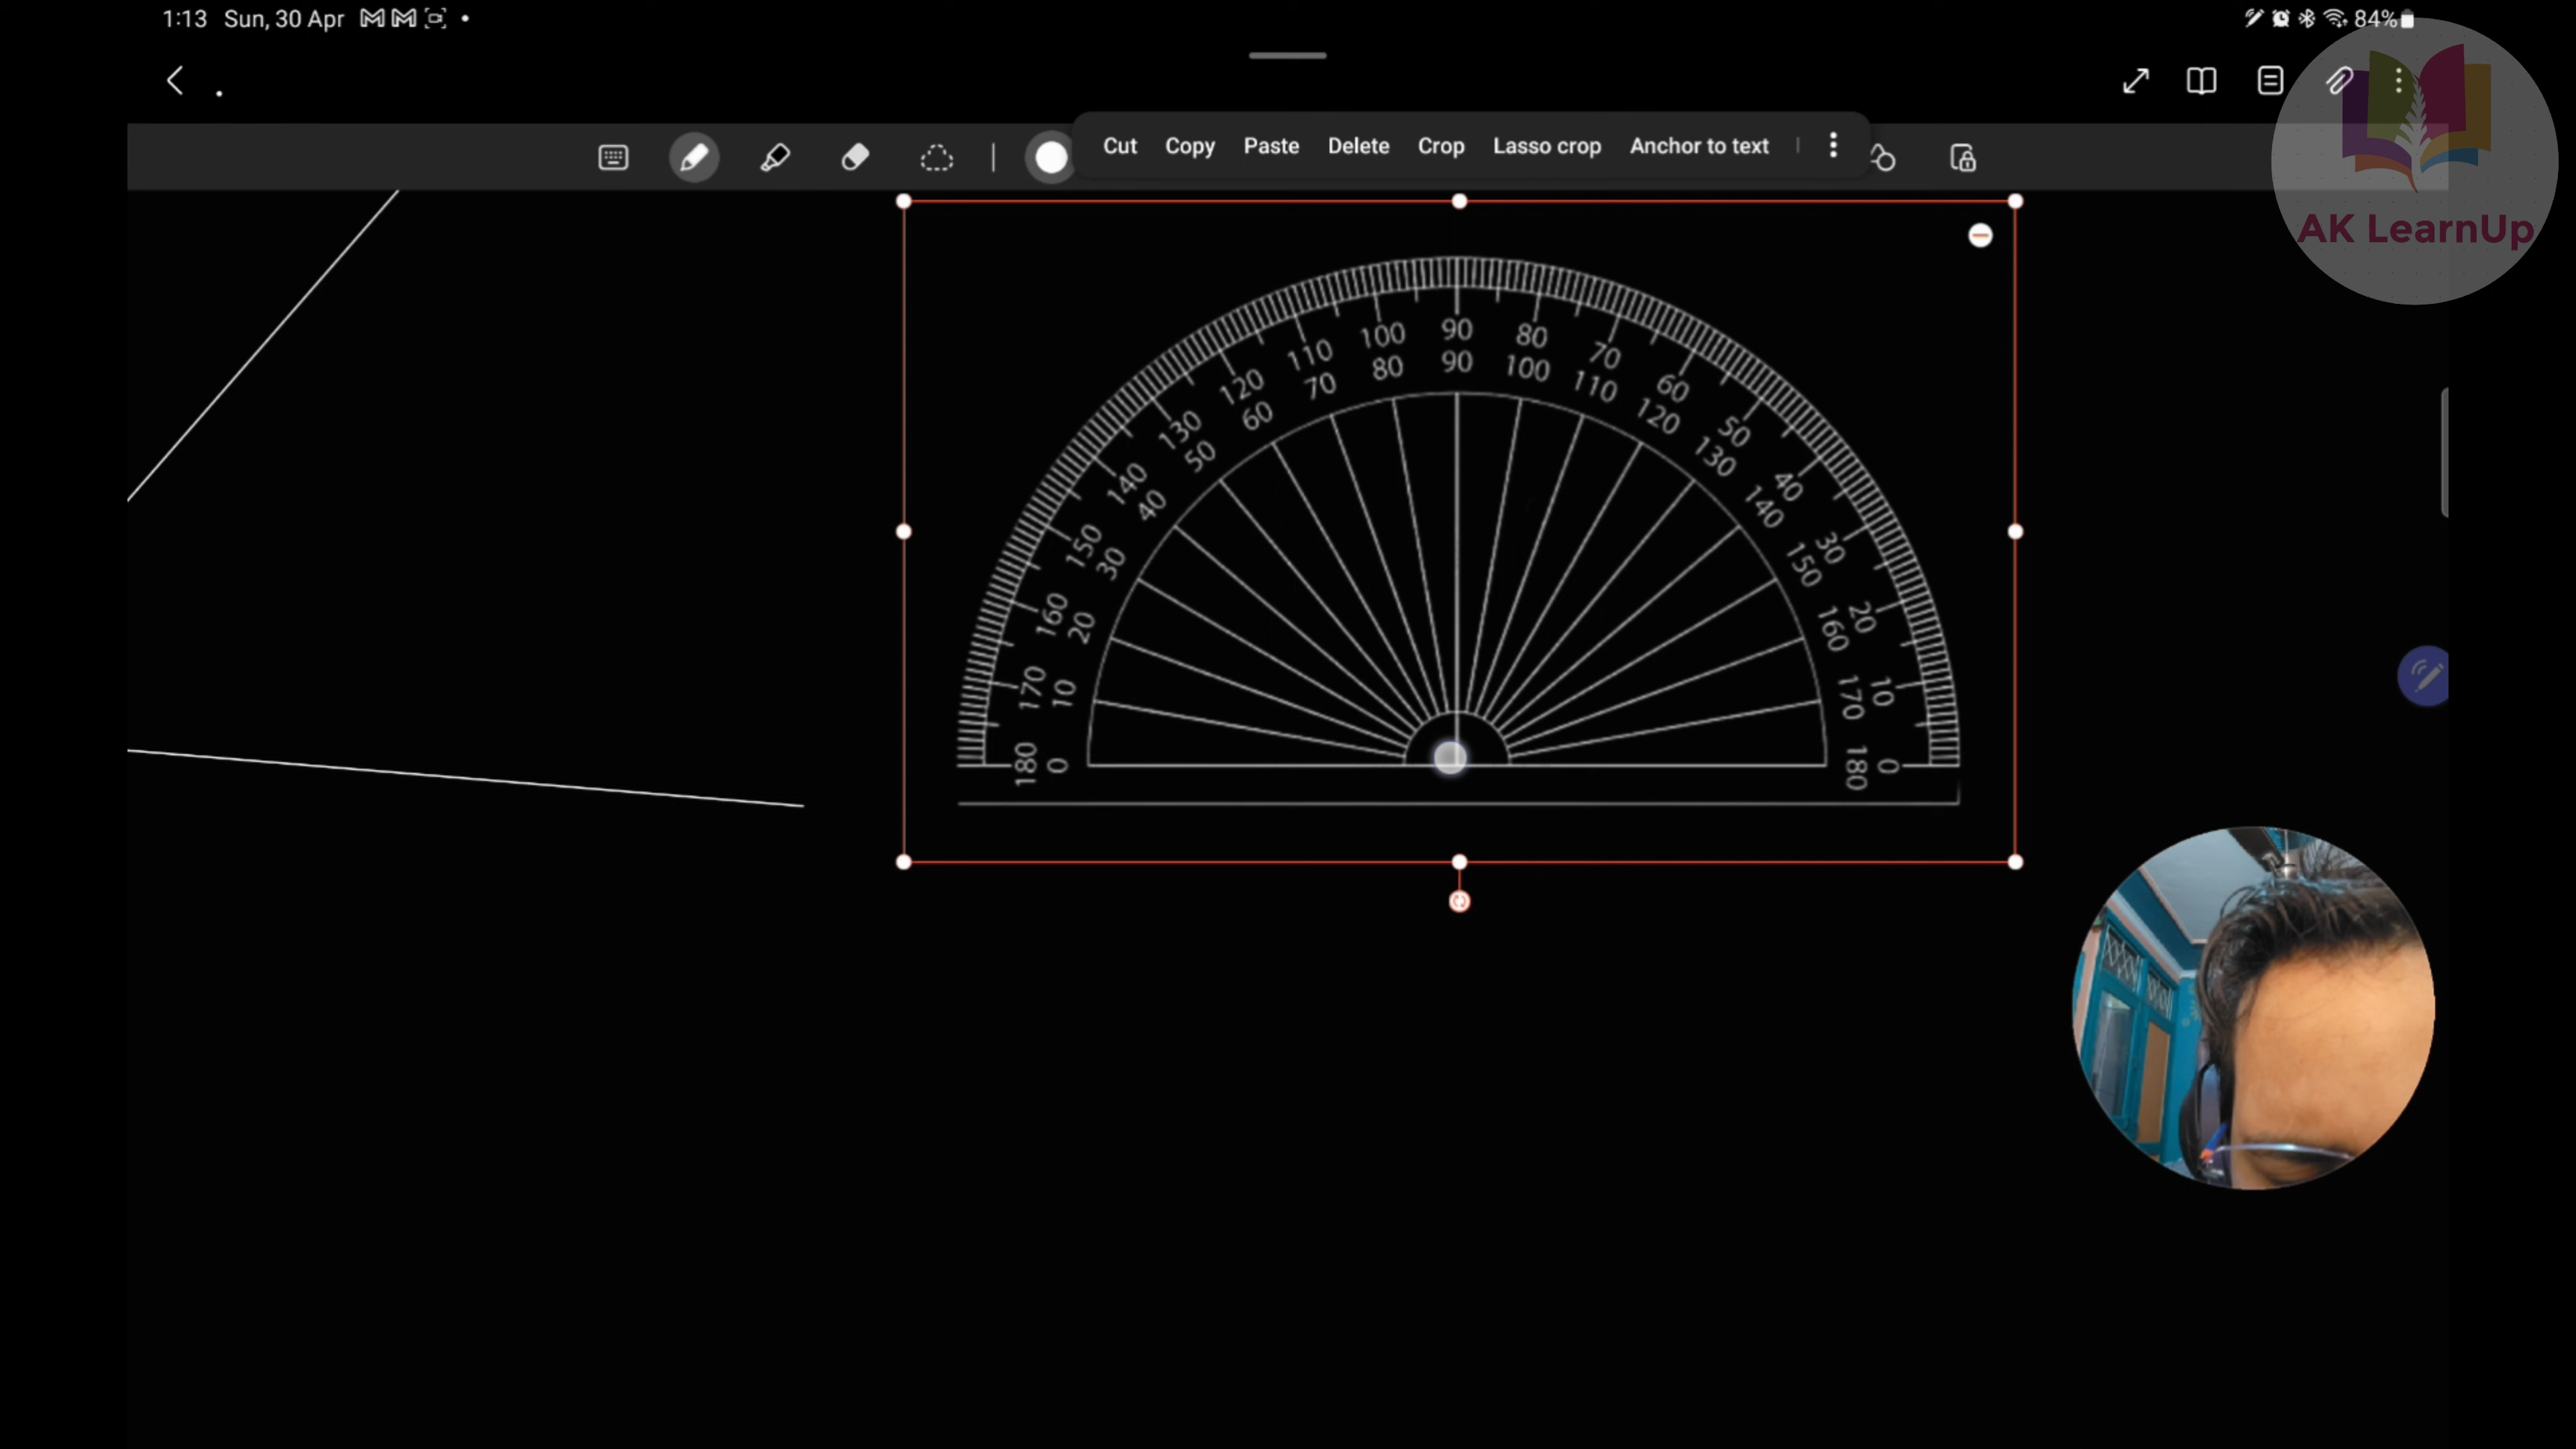 1:13 Sun, 30 Apr
84%
.
Cut Copy Paste Delete Crop Lasso crop Anchor to text
AK LearnUp
180 170 160 150 140 130 120 110 100 90 80 70 60 50 40 30 20 10 0
0 10 20 30 40 50 60 70 80 90 100 110 120 130 140 150 160 170 180